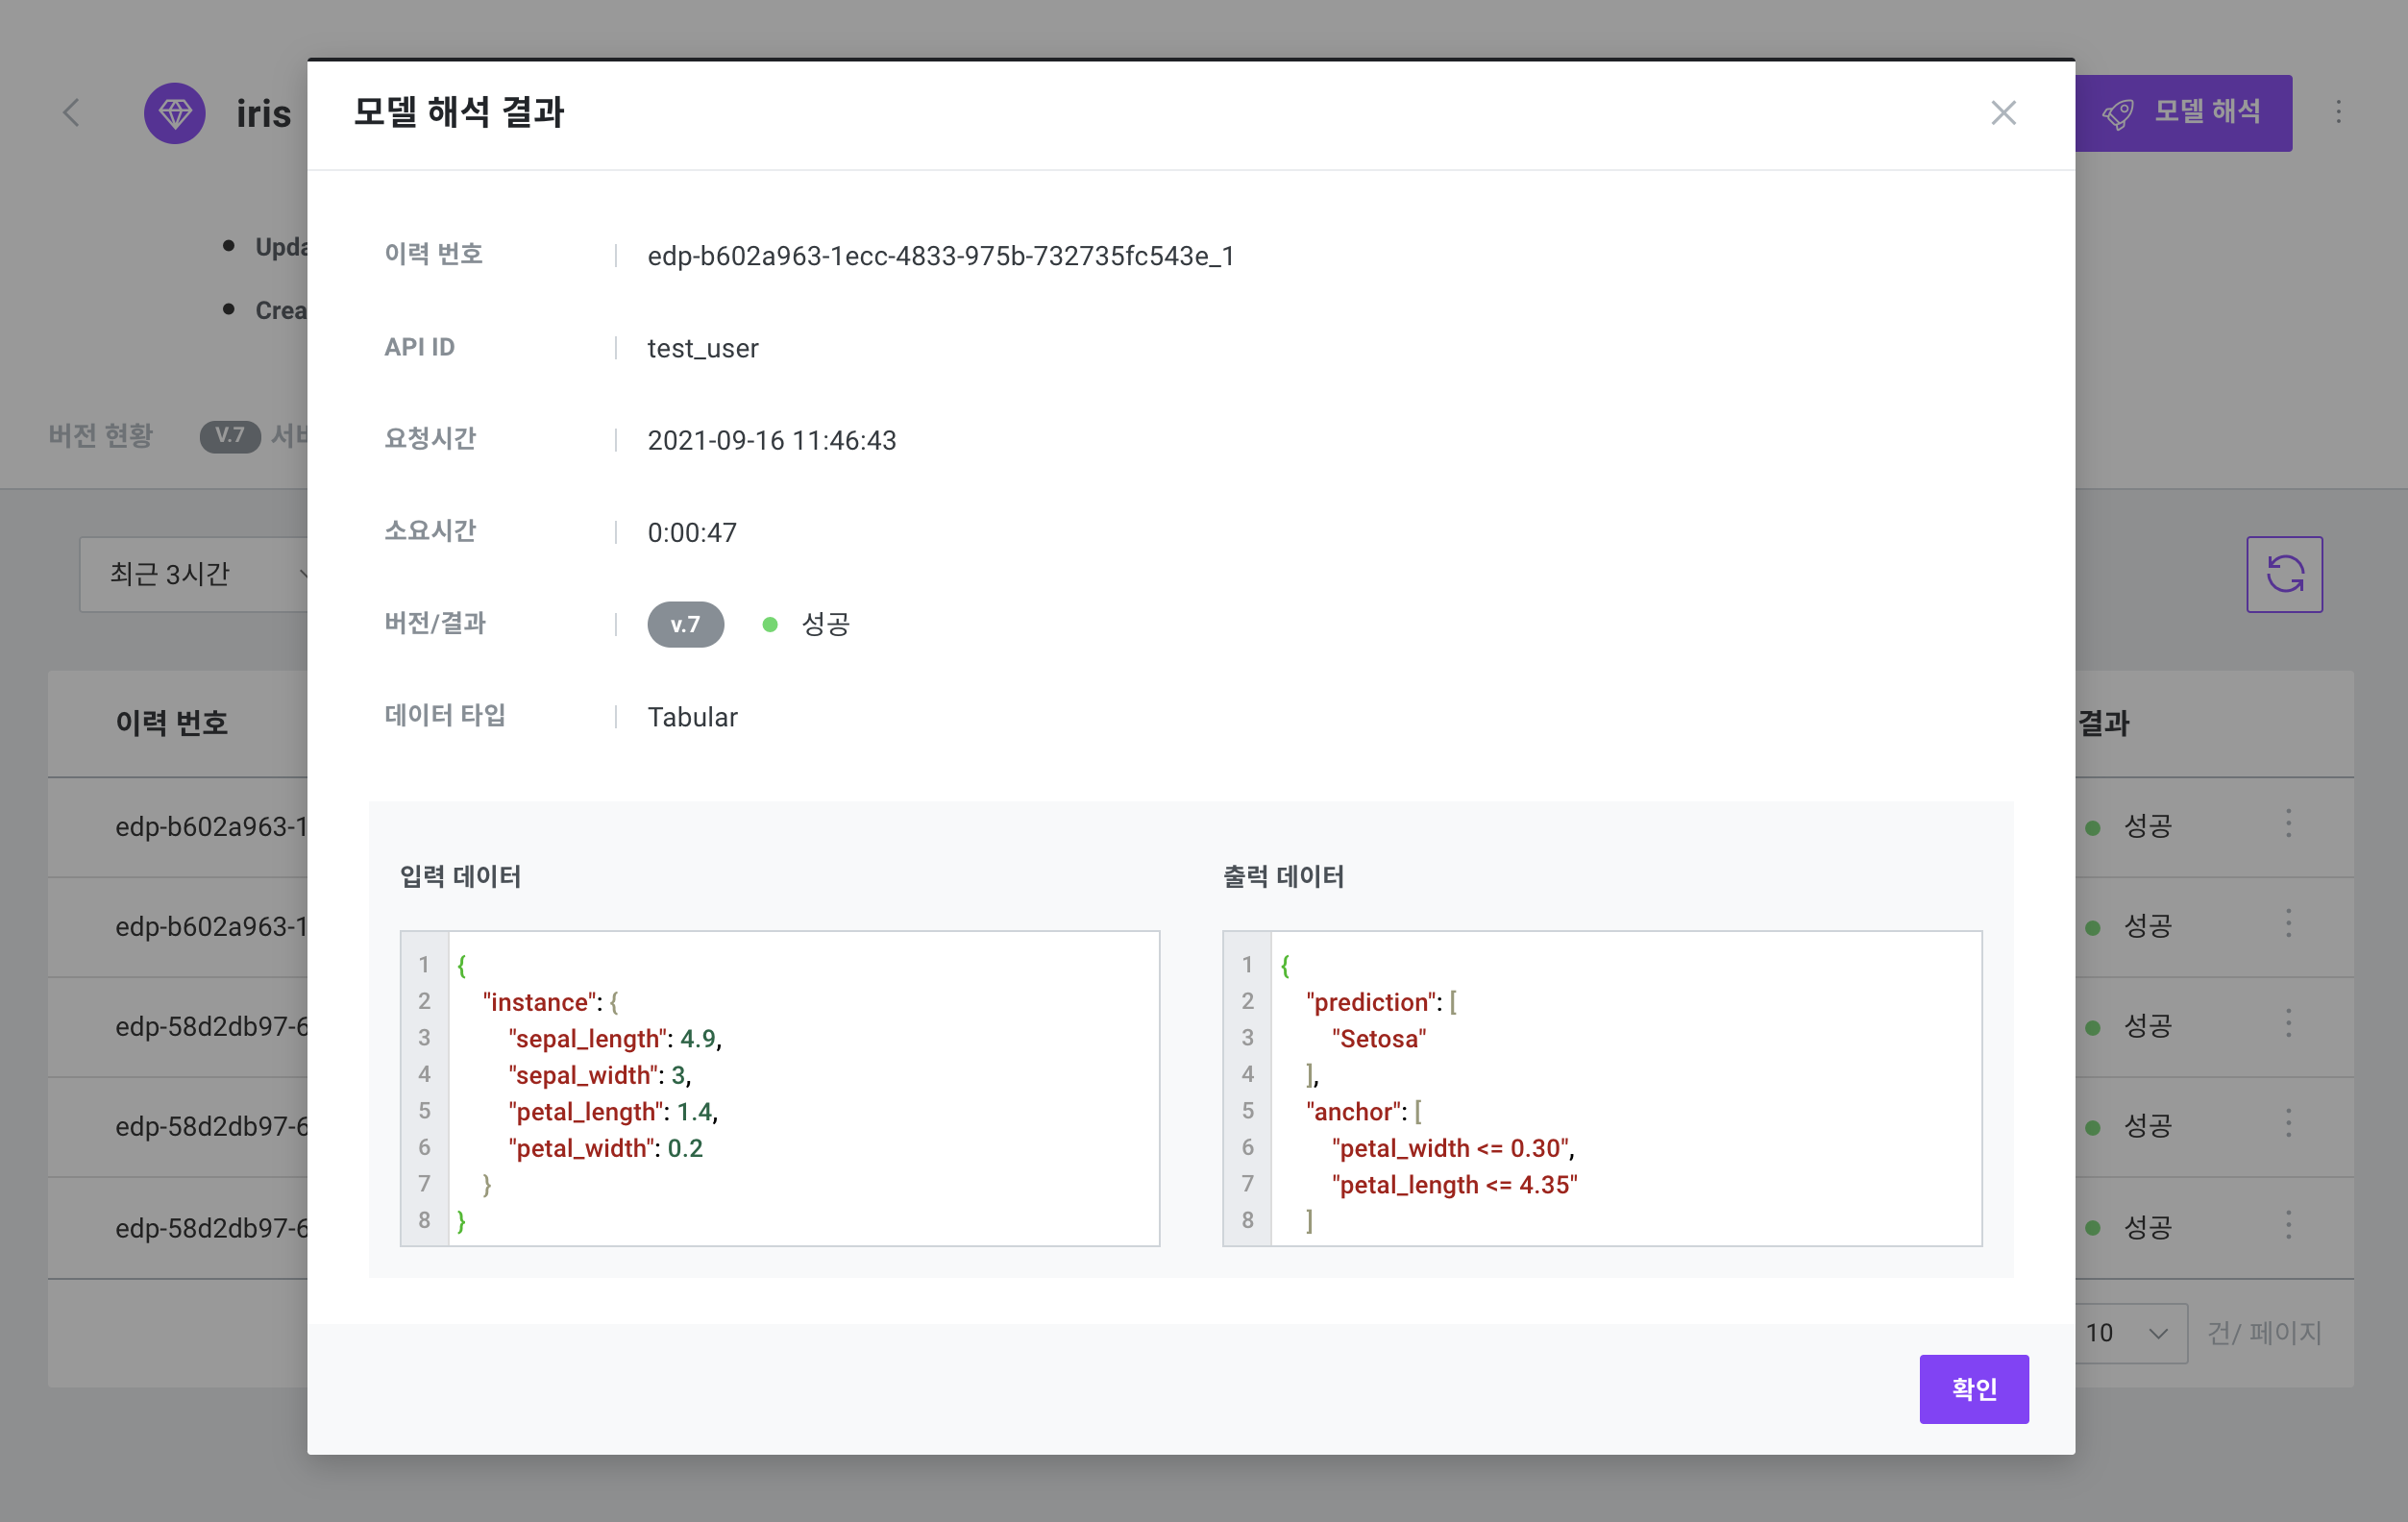 iris
모델 해석 결과
모델 해석
Upda
Crea
이력 번호 edp-b602a963-1ecc-4833-975b-732735fc543e_1
API ID test_user
요청시간 2021-09-16 11:46:43
소요시간 0:00:47
버전/결과 v.7 성공
데이터 타입 Tabular
버전 현황 V.7 서비
최근 3시간
이력 번호
결과
edp-b602a963-1 성공
edp-b602a963-1 성공
edp-58d2db97-6 성공
edp-58d2db97-6 성공
edp-58d2db97-6 성공
10 건/ 페이지
입력 데이터
1 {
2 "instance": {
3 "sepal_length": 4.9,
4 "sepal_width": 3,
5 "petal_length": 1.4,
6 "petal_width": 0.2
7 }
8 }
출럭 데이터
1 {
2 "prediction": [
3 "Setosa"
4 ],
5 "anchor": [
6 "petal_width <= 0.30",
7 "petal_length <= 4.35"
8 ]
확인